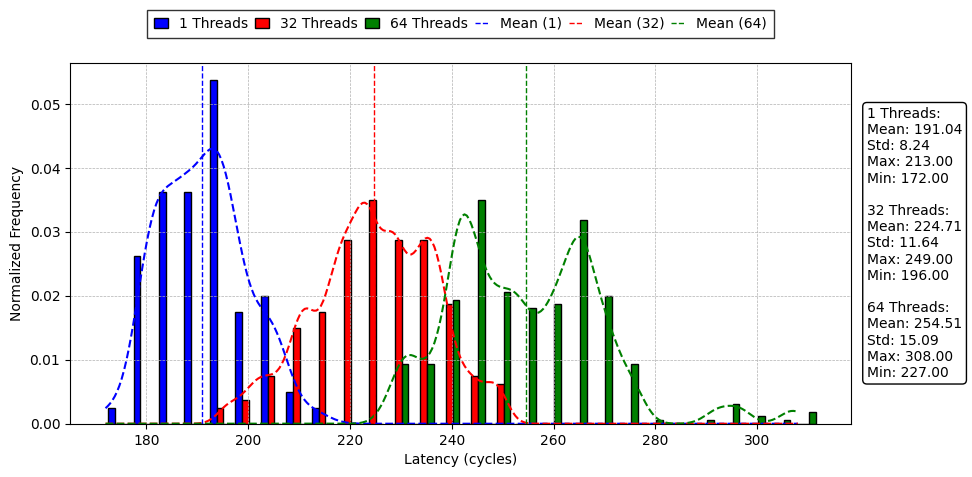 1 Threads 32 Threads 64 Threads Mean (1) Mean (32) Mean (64)
0.05
0.04
0.03
0.02
0.01
0.00
Normalized Frequency
180 200 220 240 260 280 300
Latency (cycles)
1 Threads:
Mean: 191.04
Std: 8.24
Max: 213.00
Min: 172.00
32 Threads:
Mean: 224.71
Std: 11.64
Max: 249.00
Min: 196.00
64 Threads:
Mean: 254.51
Std: 15.09
Max: 308.00
Min: 227.00